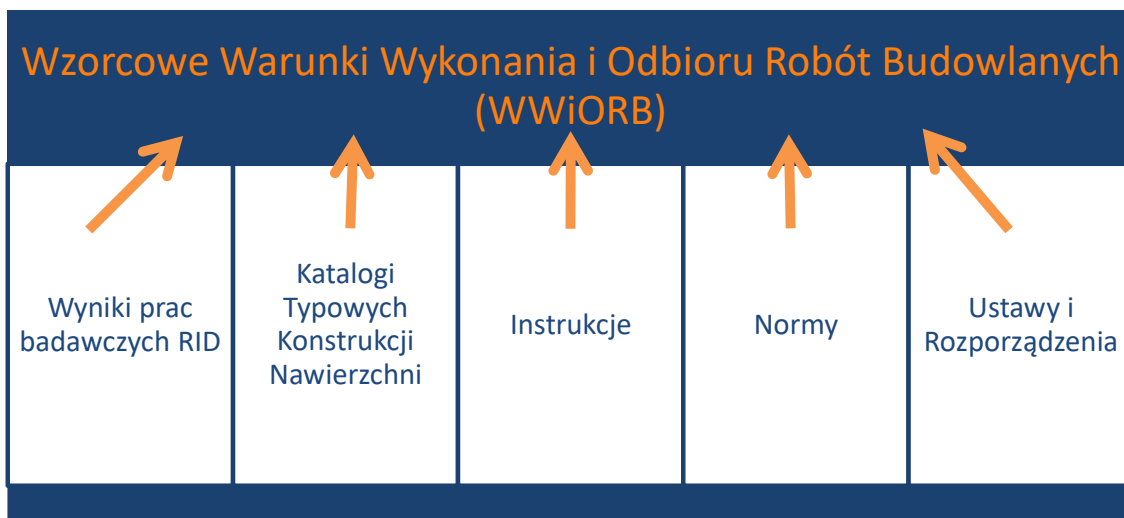 Wzorcowe Warunki Wykonania i Odbioru Robót Budowlanych
(WWiORB)
Wyniki prac
badawczych RID
Katalogi
Typowych
Konstrukcji
Nawierzchni
Instrukcje
Normy
Ustawy i
Rozporządzenia